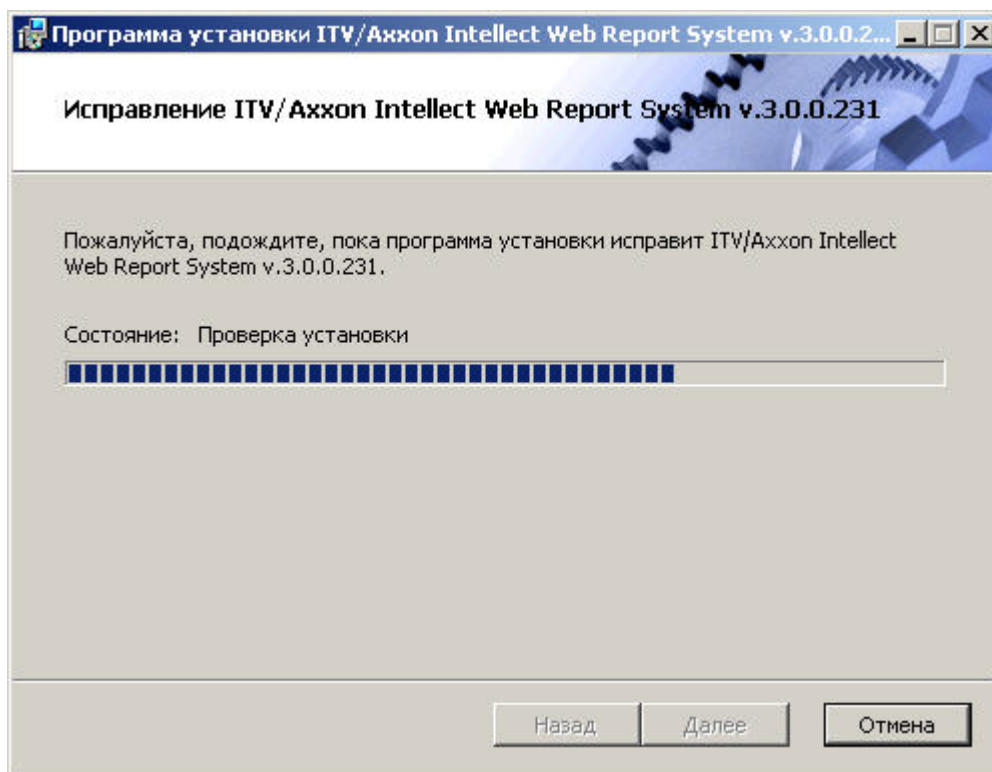 Программа установки ITV/Axxon Intellect Web Report System v.3.0.0.2...
Исправление ITV/Axxon Intellect Web Report System v.3.0.0.231
Пожалуйста, подождите, пока программа установки исправит ITV/Axxon Intellect
Web Report System v.3.0.0.231.
Состояние: Проверка установки
Назад Далее Отмена